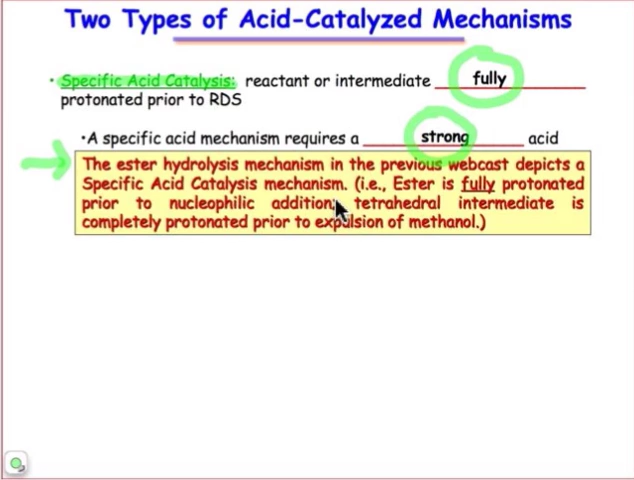 Two Types of Acid-Catalyzed Mechanisms
• Specific Acid Catalysis: reactant or intermediate fully
protonated prior to RDS
•A specific acid mechanism requires a strong acid
The ester hydrolysis mechanism in the previous webcast depicts a
Specific Acid Catalysis mechanism. (i.e., Ester is fully protonated
prior to nucleophilic addition; tetrahedral intermediate is
completely protonated prior to expulsion of methanol.)